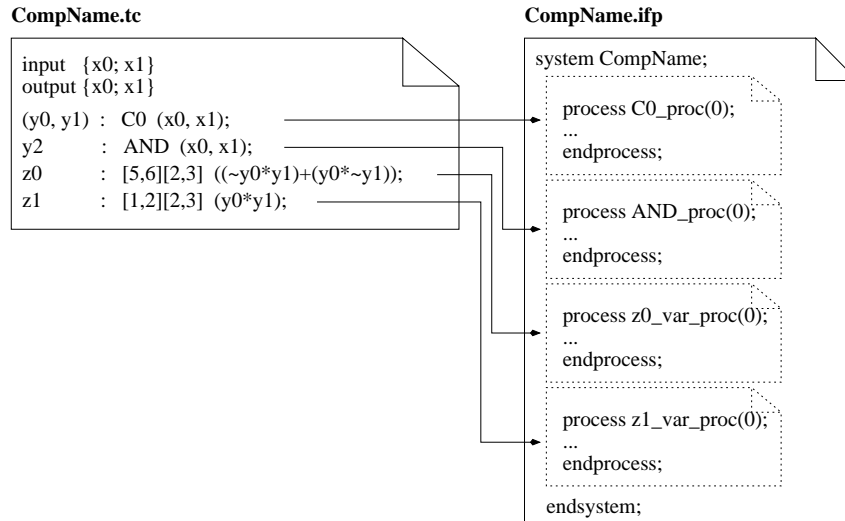 CompName.tc
input {x0; x1}
output {x0; x1}
(y0, y1) : C0 (x0, x1);
y2 : AND (x0, x1);
z0 : [5,6][2,3] ((~y0*y1)+(y0*~y1));
z1 : [1,2][2,3] (y0*y1);
CompName.ifp
system CompName;
process C0_proc(0);
...
endprocess;
process AND_proc(0);
...
endprocess;
process z0_var_proc(0);
...
endprocess;
process z1_var_proc(0);
...
endprocess;
endsystem;